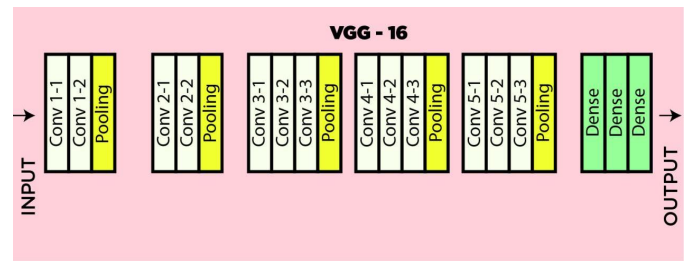 VGG - 16
Conv 1-1
Conv 1-2
Pooling
Conv 2-1
Conv 2-2
Pooling
Conv 3-1
Conv 3-2
Conv 3-3
Pooling
Conv 4-1
Conv 4-2
Conv 4-3
Pooling
Conv 5-1
Conv 5-2
Conv 5-3
Pooling
Dense
Dense
Dense
INPUT
OUTPUT